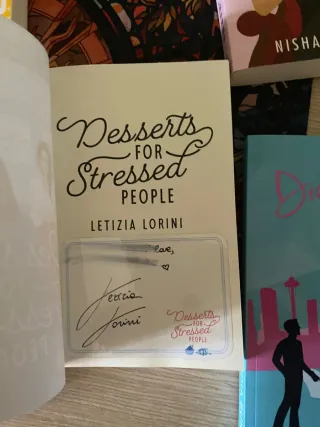 Desserts
FOR
Stressed
PEOPLE
LETIZIA LORINI
love,
Letizia
Lorini
Desserts
FOR
Stressed
PEOPLE
NISHA